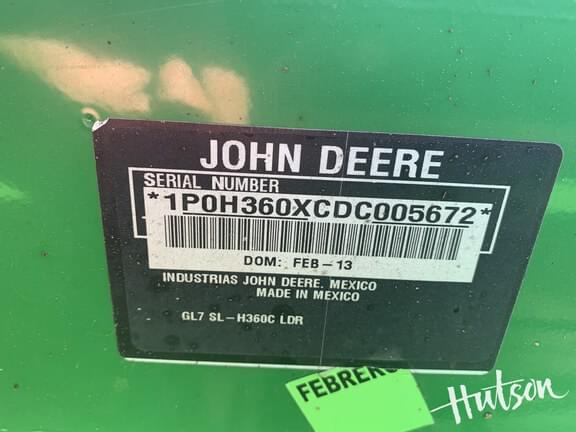 JOHN DEERE
SERIAL NUMBER
*1P0H360XCDC005672*
DOM: FEB-13
INDUSTRIAS JOHN DEERE, MEXICO
MADE IN MEXICO
GL7 SL-H360C LDR
FEBRERO
Hutson